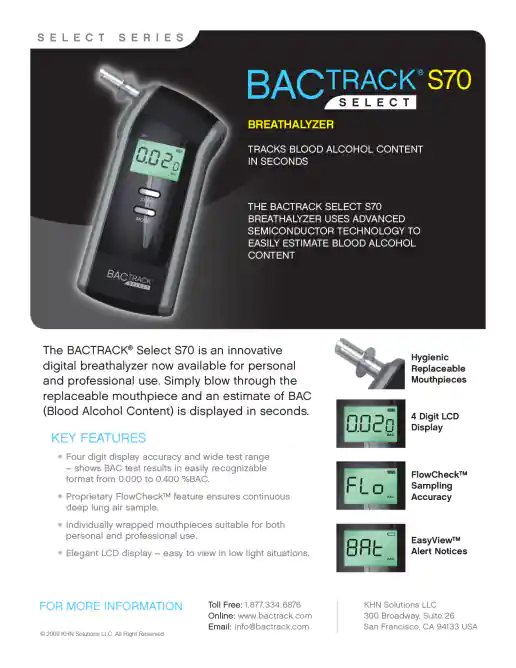 SELECT SERIES
BACTRACK® S70
SELECT
BREATHALYZER
TRACKS BLOOD ALCOHOL CONTENT
IN SECONDS
THE BACTRACK SELECT S70
BREATHALYZER USES ADVANCED
SEMICONDUCTOR TECHNOLOGY TO
EASILY ESTIMATE BLOOD ALCOHOL
CONTENT
0.020
START
MODE
BACTRACK
SELECT
The BACTRACK® Select S70 is an innovative
digital breathalyzer now available for personal
and professional use. Simply blow through the
replaceable mouthpiece and an estimate of BAC
(Blood Alcohol Content) is displayed in seconds.
KEY FEATURES
• Four digit display accuracy and wide test range
– shows BAC test results in easily recognizable
format from 0.000 to 0.400 %BAC.
• Proprietary FlowCheck™ feature ensures continuous
deep lung air sample.
• Individually wrapped mouthpieces suitable for both
personal and professional use.
• Elegant LCD display – easy to view in low light situations.
Hygienic
Replaceable
Mouthpieces
0.020
4 Digit LCD
Display
FLo
FlowCheck™
Sampling
Accuracy
BAt
EasyView™
Alert Notices
FOR MORE INFORMATION
Toll Free: 1.877.334.6876
Online: www.bactrack.com
Email: info@bactrack.com
KHN Solutions LLC
300 Broadway, Suite 26
San Francisco, CA 94133 USA
© 2009 KHN Solutions LLC All Right Reserved